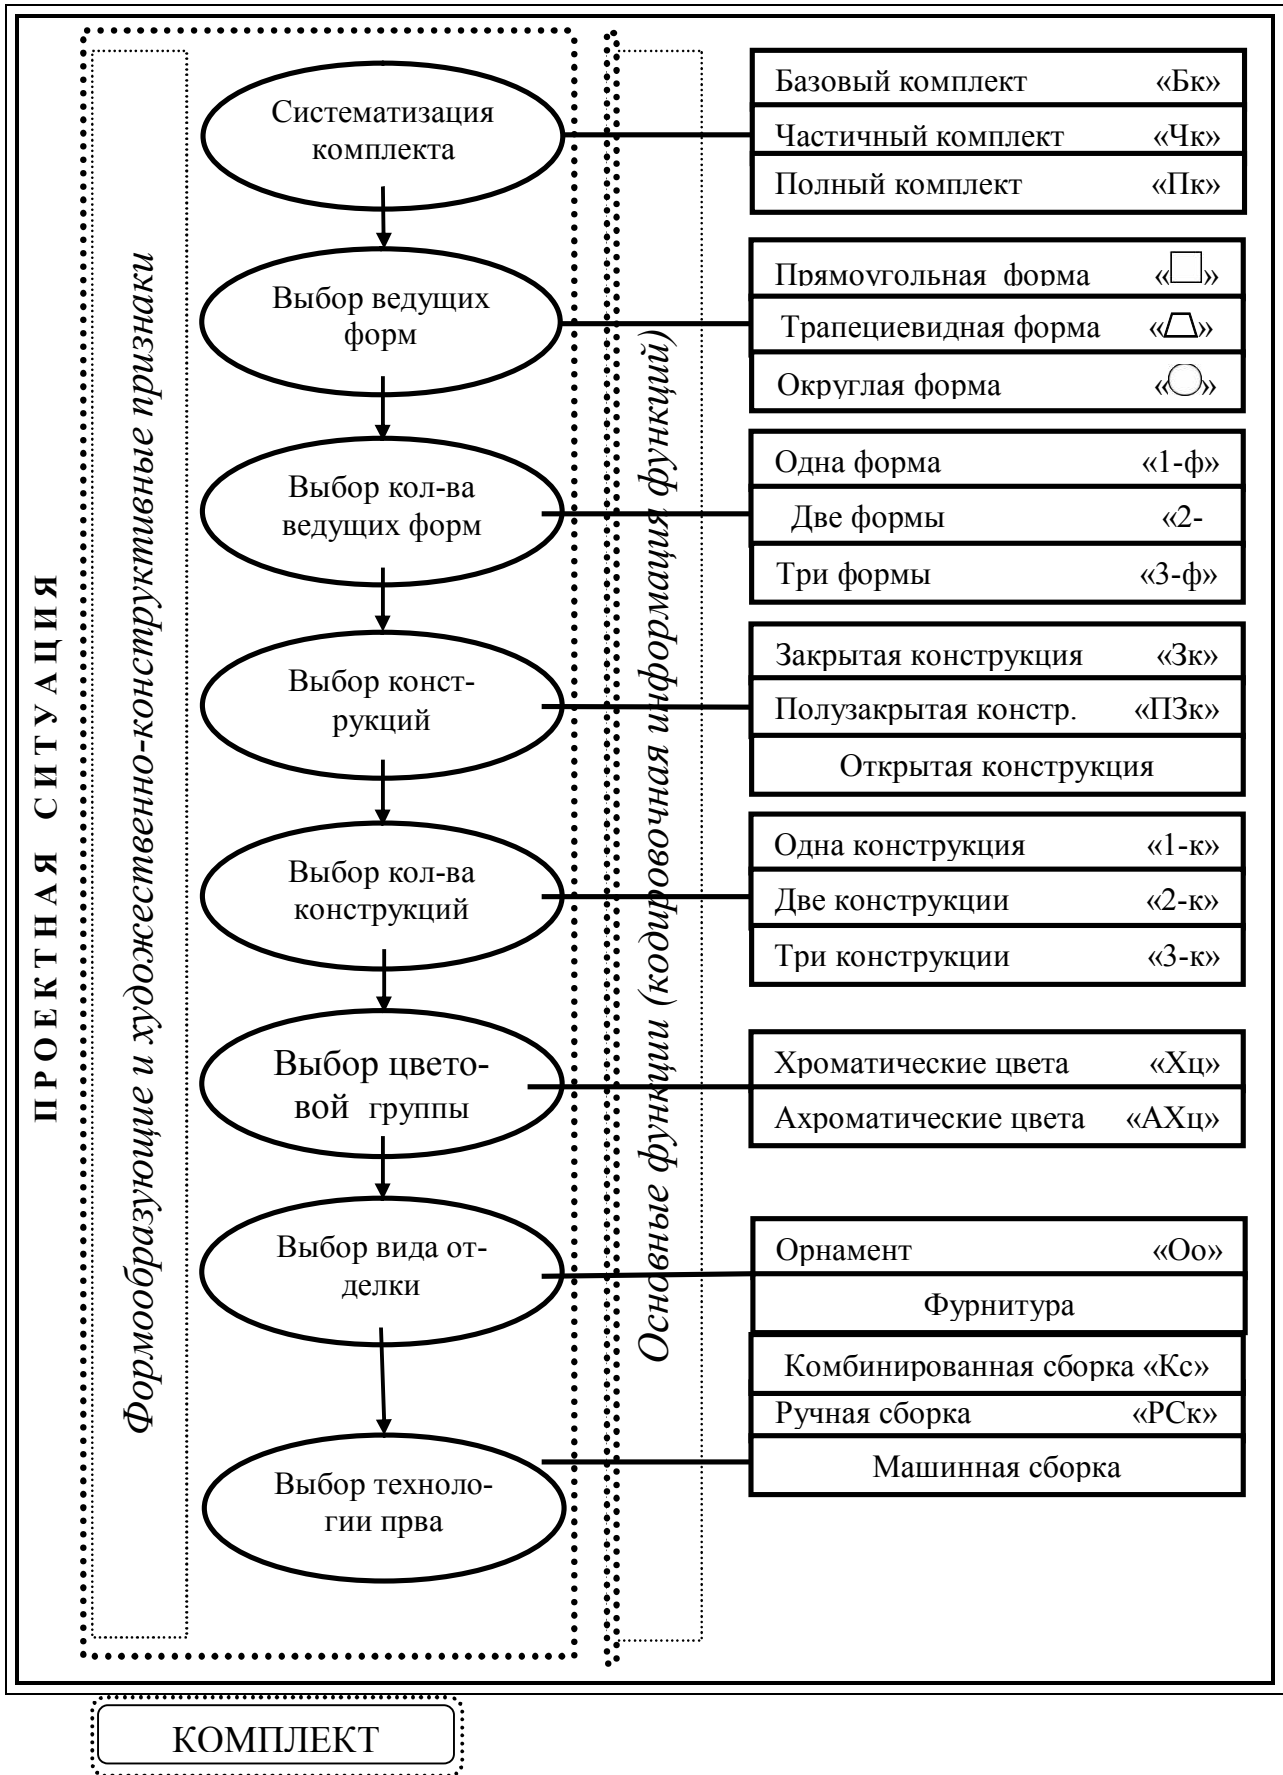 ПРОЕКТНАЯ СИТУАЦИЯ
Формообразующие и художественно-конструктивные признаки
Систематизация
комплекта
Выбор ведущих
форм
Выбор кол-ва
ведущих форм
Выбор конст-
рукций
Выбор кол-ва
конструкций
Выбор цвето-
вой группы
Выбор вида от-
делки
Выбор техноло-
гии прва
Основные функции (кодировочная информация функций)
Базовый комплект «Бк»
Частичный комплект «Чк»
Полный комплект «Пк»
Прямоугольная форма «□»
Трапециевидная форма «⏢»
Округлая форма «○»
Одна форма «1-ф»
Две формы «2-
Три формы «3-ф»
Закрытая конструкция «Зк»
Полузакрытая констр. «ПЗк»
Открытая конструкция
Одна конструкция «1-к»
Две конструкции «2-к»
Три конструкции «3-к»
Хроматические цвета «Хц»
Ахроматические цвета «АХц»
Орнамент «Оо»
Фурнитура
Комбинированная сборка «Кс»
Ручная сборка «РСк»
Машинная сборка
КОМПЛЕКТ